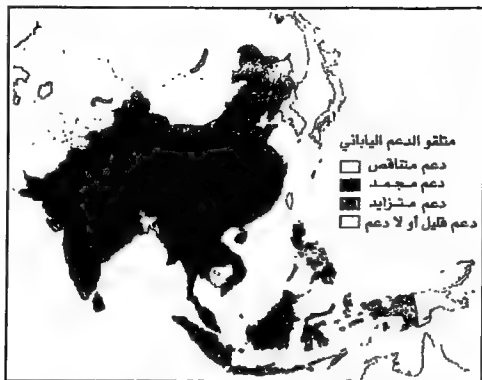 متلقو الدعم الياباني
دعم متناقص
دعم مجمد
دعم متزايد
دعم قليل أو لا دعم